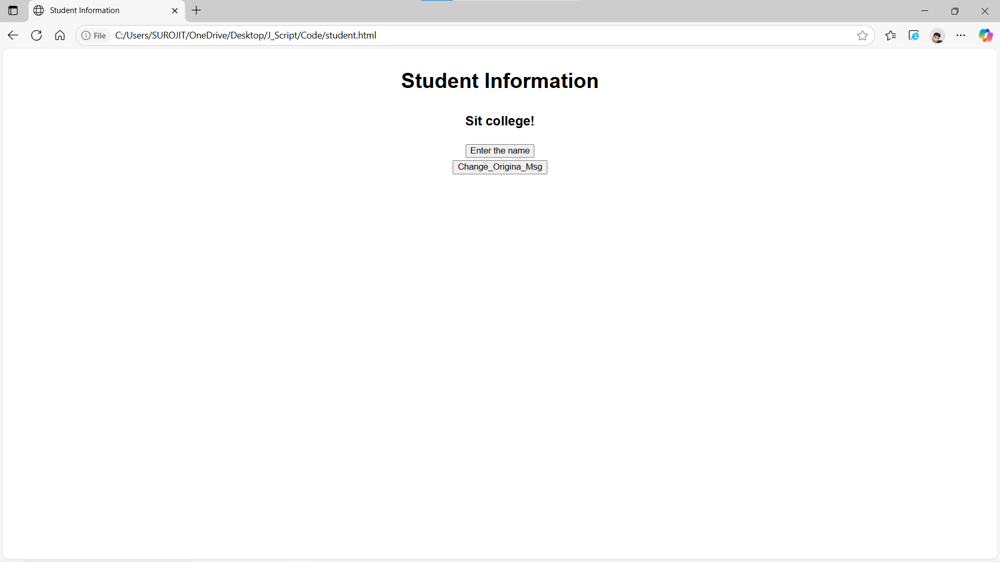 Student Information
File C:/Users/SUROJIT/OneDrive/Desktop/J_Script/Code/student.html
Student Information
Sit college!
Enter the name
Change_Origina_Msg